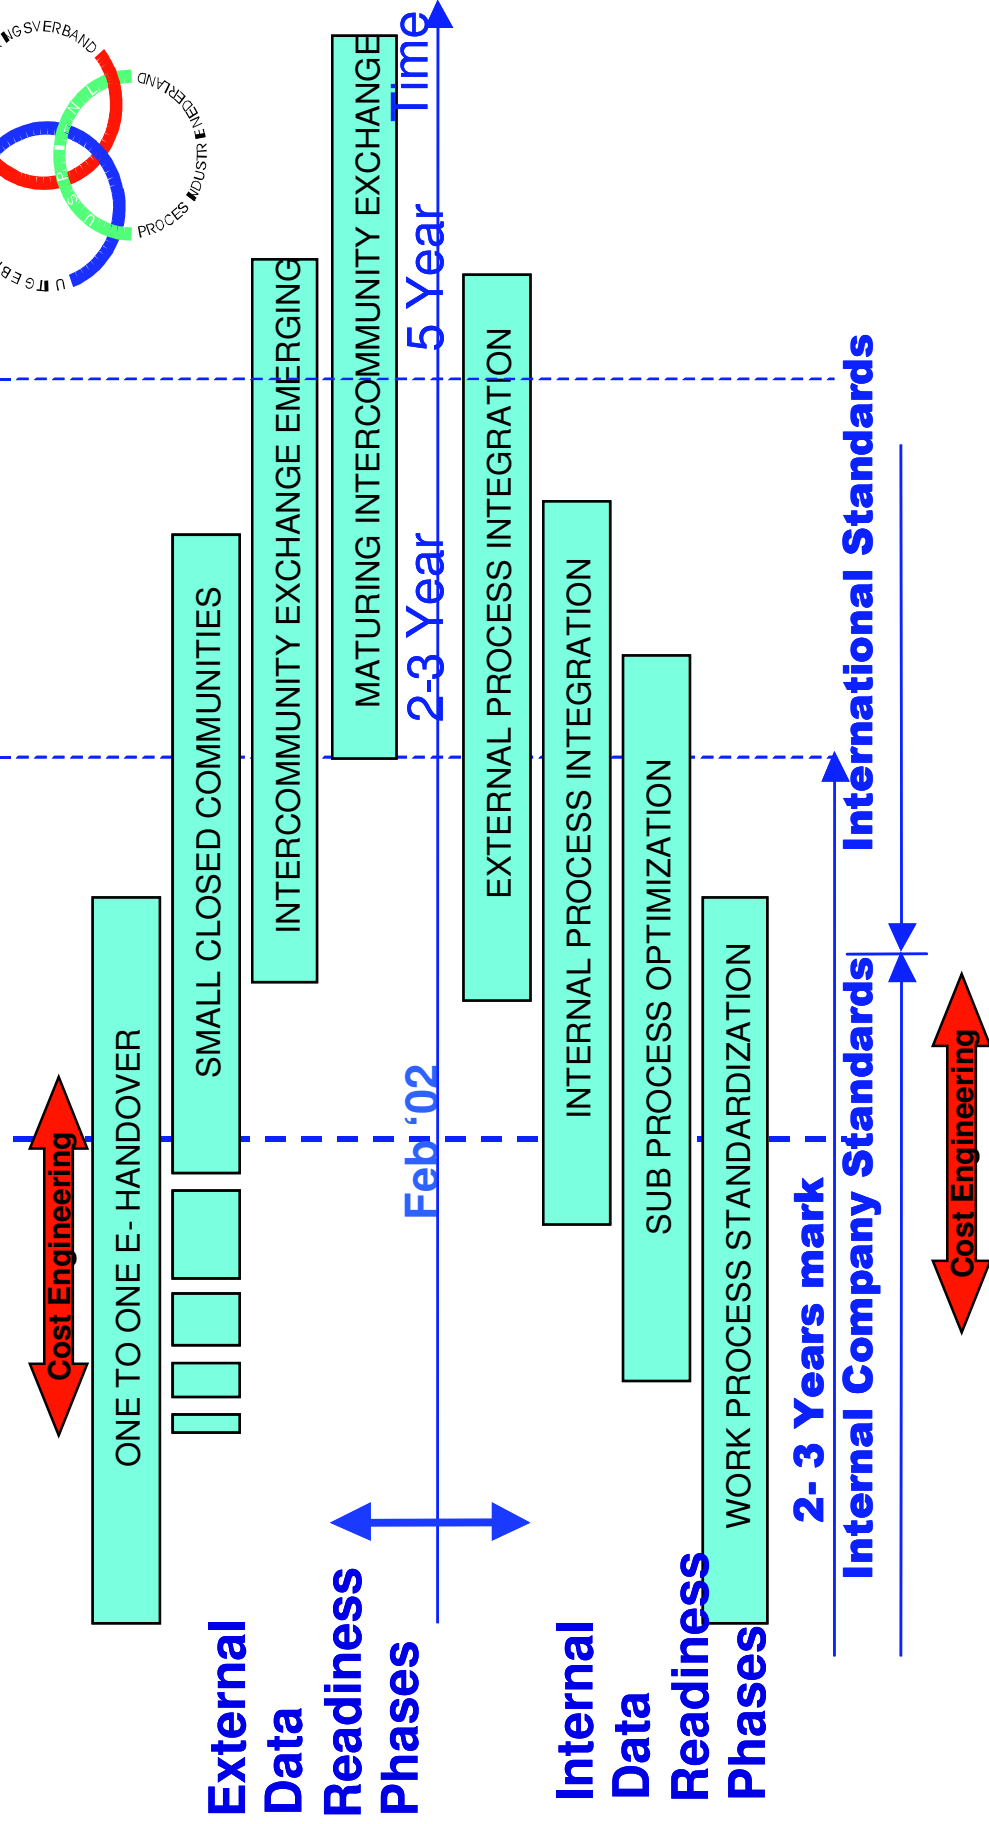 Cost Engineering
ONE TO ONE E- HANDOVER
SMALL CLOSED COMMUNITIES
INTERCOMMUNITY EXCHANGE EMERGING
MATURING INTERCOMMUNITY EXCHANGE
External
Data
Readiness
Phases
Feb ‘02
2-3 Year
5 Year
Time
EXTERNAL PROCESS INTEGRATION
INTERNAL PROCESS INTEGRATION
SUB PROCESS OPTIMIZATION
WORK PROCESS STANDARDIZATION
Internal
Data
Readiness
Phases
2- 3 Years mark
Internal Company Standards
International Standards
Cost Engineering
USPI NL
PROCES INDUSTRIE NEDERLAND